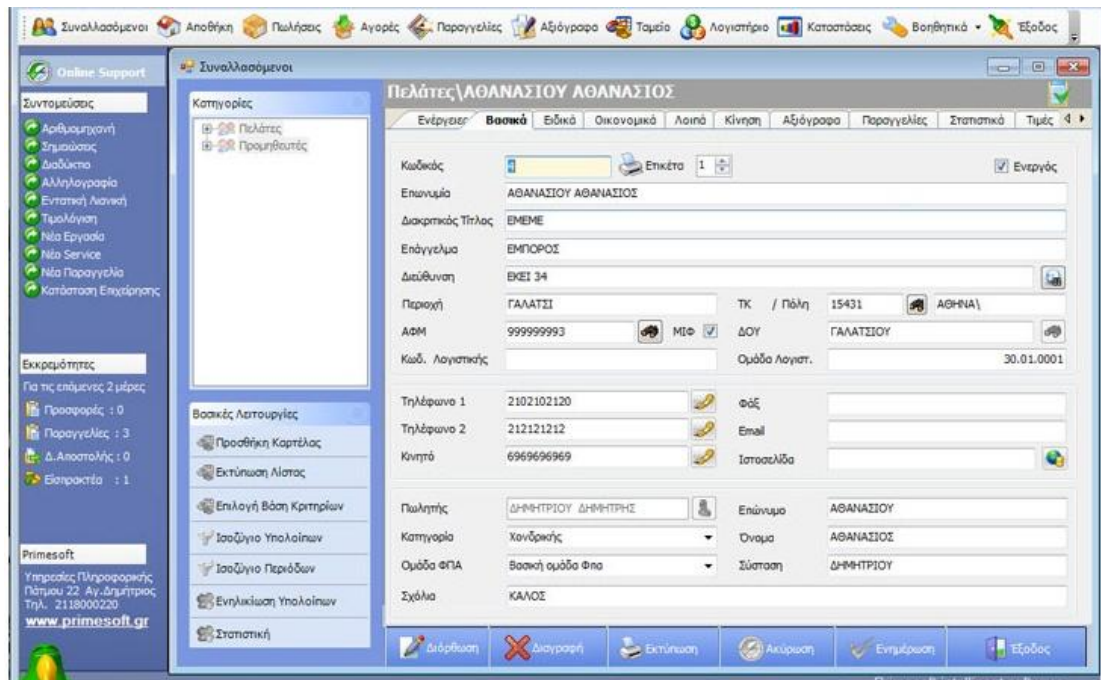 Συναλλασόμενοι Αποθήκη Πωλήσεις Αγορές Παραγγελίες Αξιόγραφα Ταμείο Λογιστήριο Καταστάσεις Βοηθητικά Έξοδος
Online Support
Συντομεύσεις
Αριθμομηχανή
Σημειώσεις
Διαδύκτιο
Αλληλογραφία
Εντατική Λιανική
Τιμολόγιση
Νέα Εργασία
Νέο Service
Νέα Παραγγελία
Κατάσταση Επιχείρησης
Εκκρεμότητες
Για τις επόμενες 2 μέρες
Προσφορές : 0
Παραγγελίες : 3
Δ.Αποστολής : 0
Εισπρακτέα : 1
Primesoft
Υπηρεσίες Πληροφορικής
Πάτμου 22 Αγ.Δημήτριος
Τηλ. 2118000220
www.primesoft.gr
Συναλλασόμενοι
Κατηγορίες
Πελάτες
Προμηθευτές
Βασικές Λειτουργίες
Προσθήκη Καρτέλας
Εκτύπωση Λίστας
Επιλογή Βάση Κριτηρίων
Ισοζύγιο Υπολοίπων
Ισοζύγιο Περιόδων
Ενηλικίωση Υπολοίπων
Στατιστική
Πελάτες\ΑΘΑΝΑΣΙΟΥ ΑΘΑΝΑΣΙΟΣ
Ενέργειες Βασικά Ειδικά Οικονομικά Λοιπά Κίνηση Αξιόγραφα Παραγγελίες Στατιστικά Τιμές
Κωδικός Ετικέτα 1 Ενεργός
Επωνυμία ΑΘΑΝΑΣΙΟΥ ΑΘΑΝΑΣΙΟΣ
Διακριτικός Τίτλος ΕΜΕΜΕ
Επάγγελμα ΕΜΠΟΡΟΣ
Διεύθυνση ΕΚΕΙ 34
Περιοχή ΓΑΛΑΤΣΙ ΤΚ / Πόλη 15431 ΑΘΗΝΑ\
ΑΦΜ 999999993 ΜΙΦ ΔΟΥ ΓΑΛΑΤΣΙΟΥ
Κωδ. Λογιστικής Ομάδα Λογιστ. 30.01.0001
Τηλέφωνο 1 2102102120 Φάξ
Τηλέφωνο 2 212121212 Email
Κινητό 6969696969 Ιστοσελίδα
Πωλητής ΔΗΜΗΤΡΙΟΥ ΔΗΜΗΤΡΗΣ Επώνυμο ΑΘΑΝΑΣΙΟΥ
Κατηγορία Χονδρικής Όνομα ΑΘΑΝΑΣΙΟΣ
Ομάδα ΦΠΑ Βασική ομάδα Φπα Σύσταση ΔΗΜΗΤΡΙΟΥ
Σχόλια ΚΑΛΟΣ
Διόρθωση Διαγραφή Εκτύπωση Ακύρωση Ενημέρωση Έξοδος